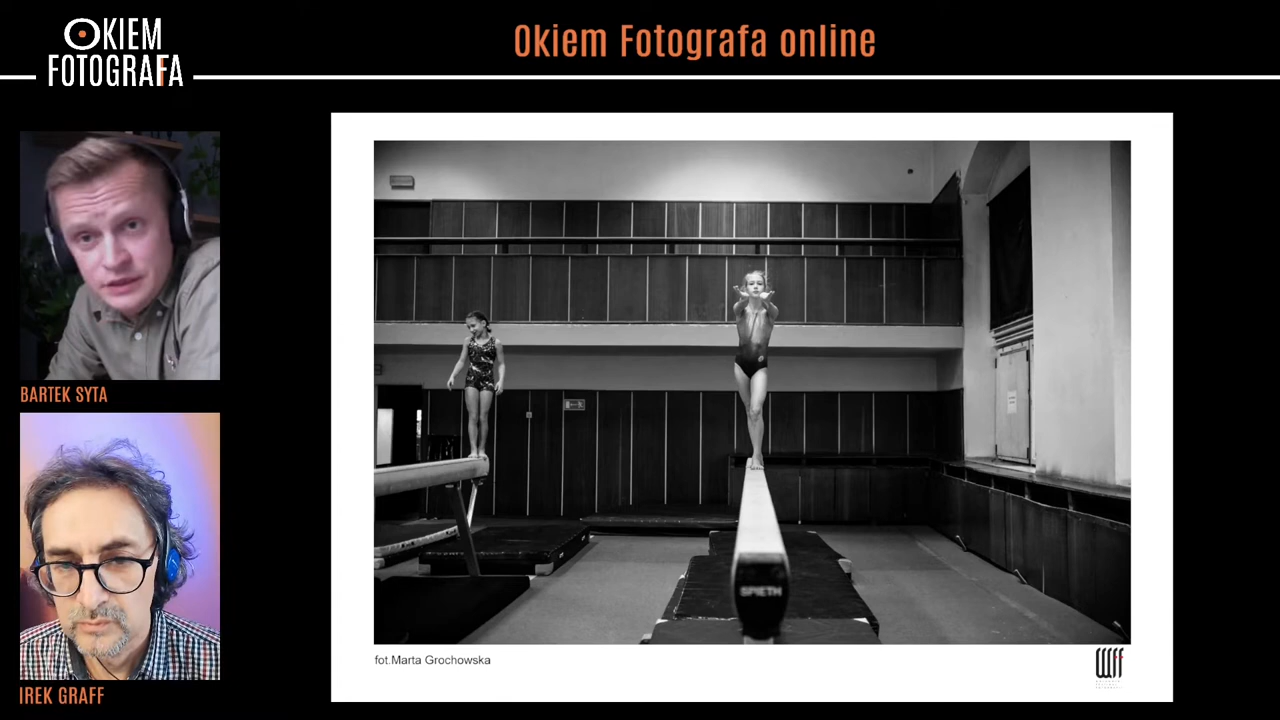 OKIEM
FOTOGRAFA
Okiem Fotografa online
BARTEK SYTA
IREK GRAFF
SPIETH
fot.Marta Grochowska